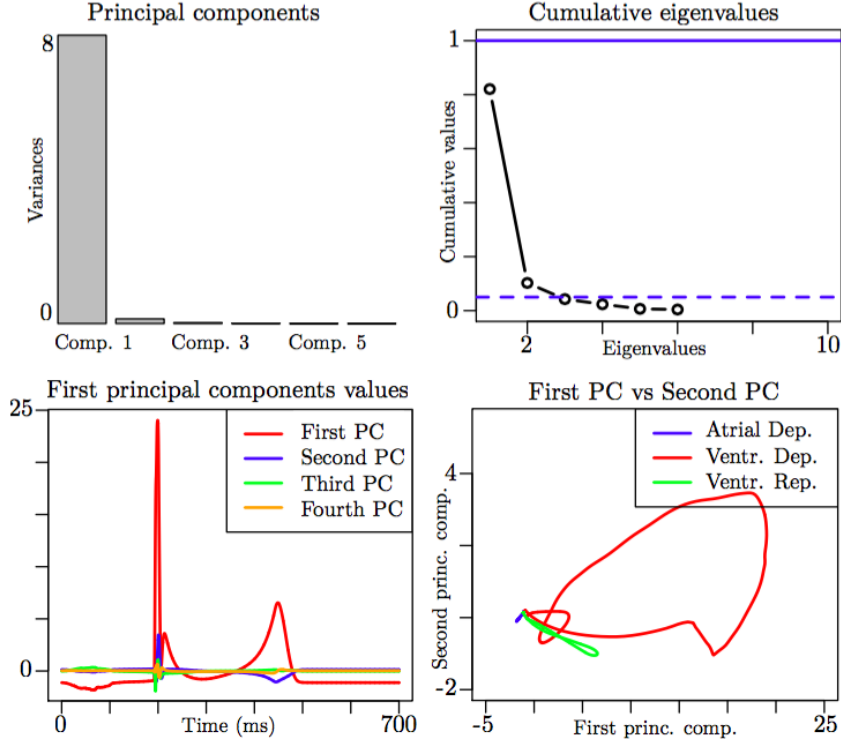 Principal components
8
Variances
0
Comp. 1
Comp. 3
Comp. 5
Cumulative eigenvalues
1
Cumulative values
0
2
Eigenvalues
10
First principal components values
25
First PC
Second PC
Third PC
Fourth PC
0
0
Time (ms)
700
First PC vs Second PC
Atrial Dep.
Ventr. Dep.
Ventr. Rep.
4
Second princ. comp.
-2
-5
First princ. comp.
25